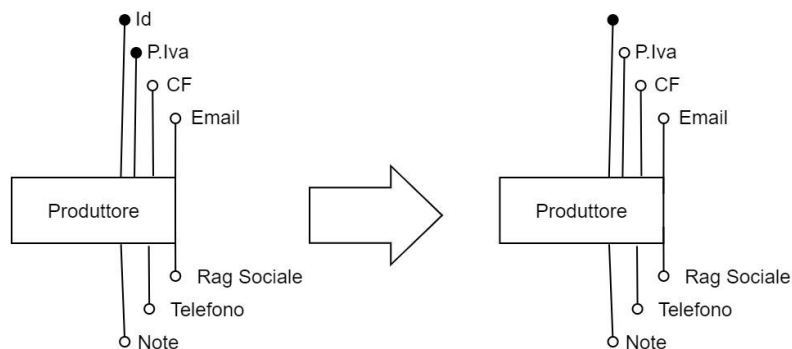 Id
P.Iva
CF
Email
Produttore
Rag Sociale
Telefono
Note
P.Iva
CF
Email
Produttore
Rag Sociale
Telefono
Note